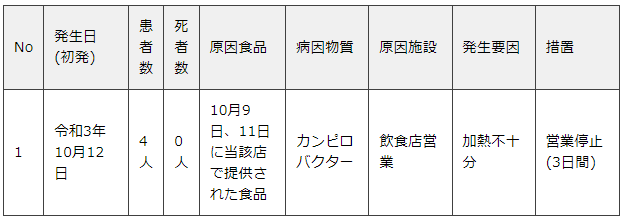 No
発生日
(初発)
患
者
数
死
者
数
原因食品
病因物質
原因施設
発生要因
措置
1
令和3年
10月12
日
4
人
0
人
10月9
日、11日
に当該店
で提供さ
れた食品
カンピロ
バクター
飲食店営
業
加熱不十
分
営業停止
(3日間)